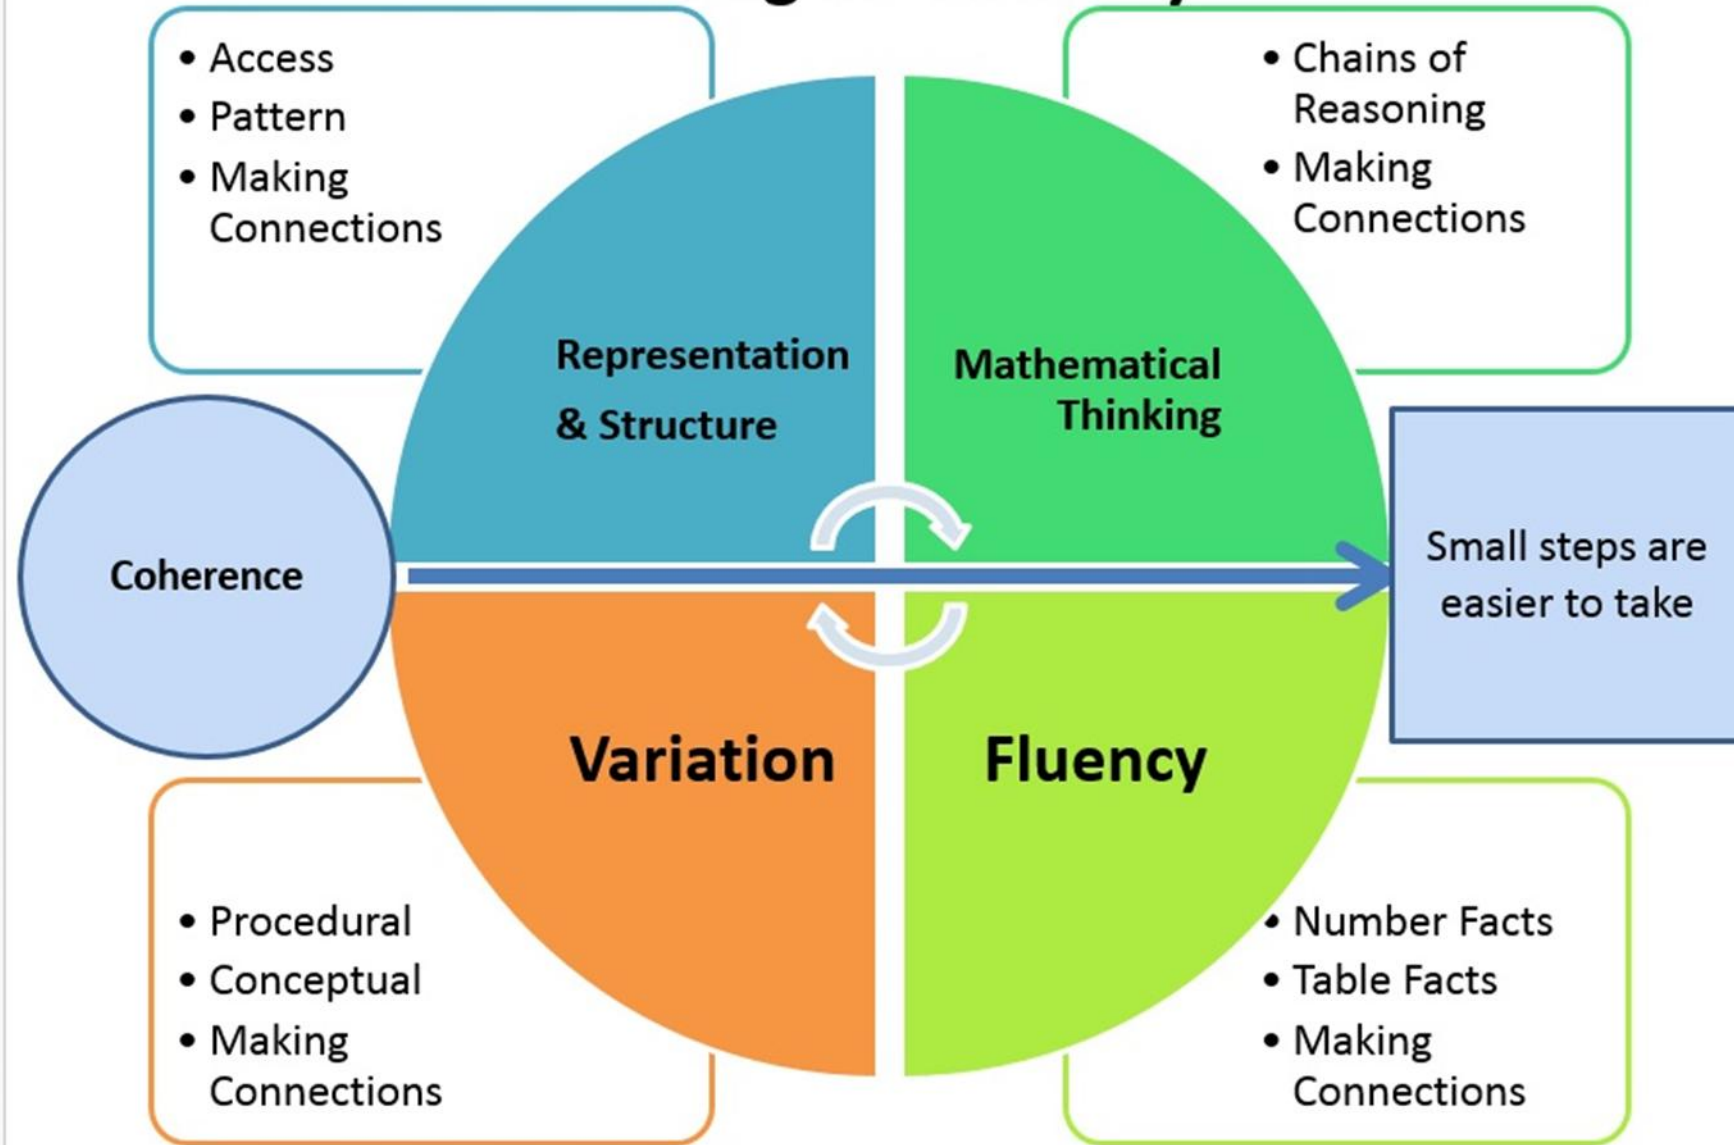 • Access
• Pattern
• Making
Connections
• Chains of
Reasoning
• Making
Connections
Representation
& Structure
Mathematical
Thinking
Coherence
Small steps are
easier to take
Variation
Fluency
• Procedural
• Conceptual
• Making
Connections
• Number Facts
• Table Facts
• Making
Connections